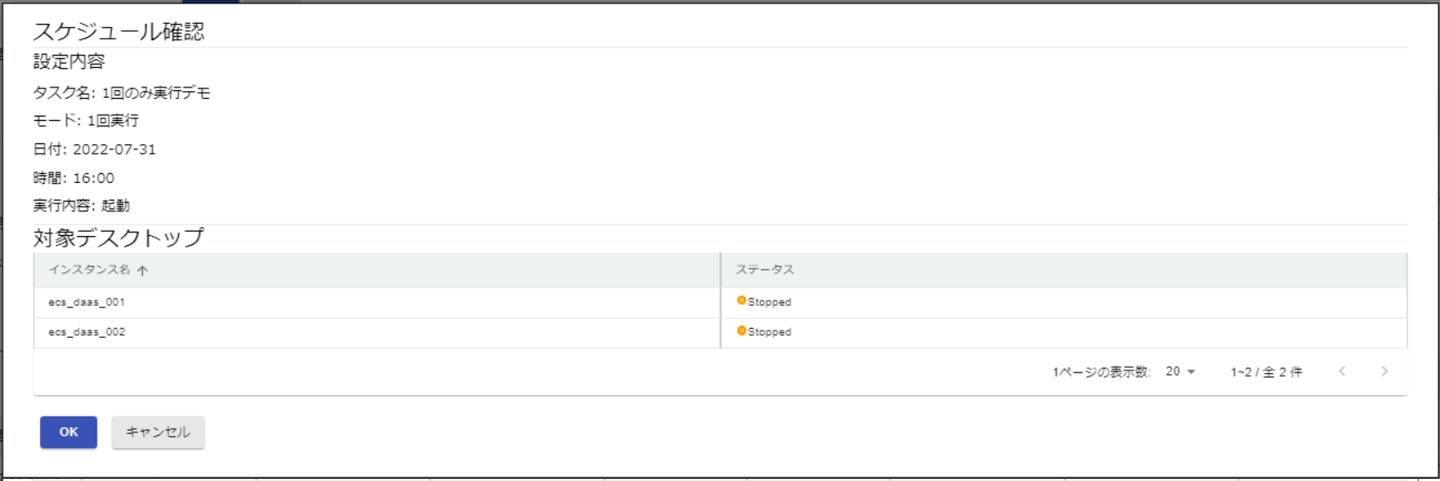 スケジュール確認
設定内容
タスク名: 1回のみ実行デモ
モード: 1回実行
日付: 2022-07-31
時間: 16:00
実行内容: 起動
対象デスクトップ
インスタンス名 ↑ ステータス
ecs_daas_001 Stopped
ecs_daas_002 Stopped
1ページの表示数: 20 1~2 / 全 2 件
OK キャンセル